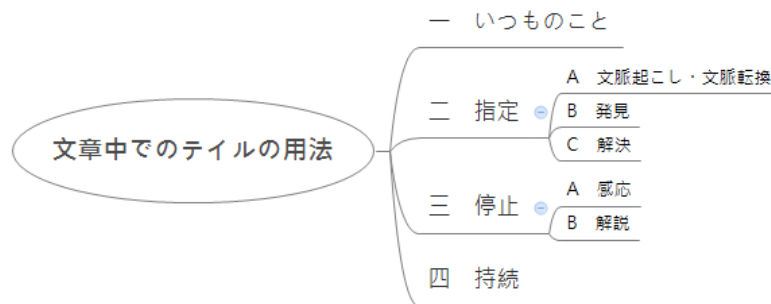 文章中でのテイルの用法
一 いつものこと
二 指定
A 文脈起こし・文脈転換
B 発見
C 解決
三 停止
A 感応
B 解説
四 持続